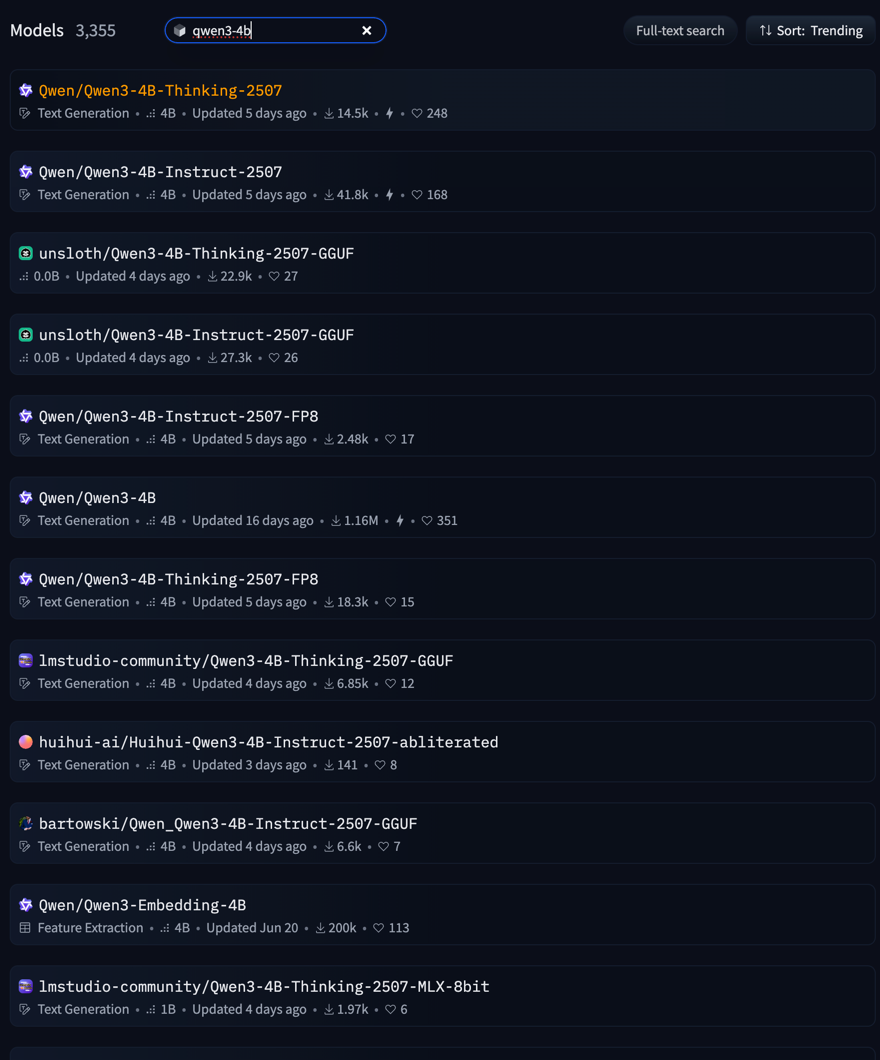 Models 3,355 qwen3-4b Full-text search Sort: Trending
Qwen/Qwen3-4B-Thinking-2507
Text Generation • 4B • Updated 5 days ago • 14.5k • • 248
Qwen/Qwen3-4B-Instruct-2507
Text Generation • 4B • Updated 5 days ago • 41.8k • • 168
unsloth/Qwen3-4B-Thinking-2507-GGUF
0.0B • Updated 4 days ago • 22.9k • 27
unsloth/Qwen3-4B-Instruct-2507-GGUF
0.0B • Updated 4 days ago • 27.3k • 26
Qwen/Qwen3-4B-Instruct-2507-FP8
Text Generation • 4B • Updated 5 days ago • 2.48k • 17
Qwen/Qwen3-4B
Text Generation • 4B • Updated 16 days ago • 1.16M • • 351
Qwen/Qwen3-4B-Thinking-2507-FP8
Text Generation • 4B • Updated 5 days ago • 18.3k • 15
lmstudio-community/Qwen3-4B-Thinking-2507-GGUF
Text Generation • 4B • Updated 4 days ago • 6.85k • 12
huihui-ai/Huihui-Qwen3-4B-Instruct-2507-abliterated
Text Generation • 4B • Updated 3 days ago • 141 • 8
bartowski/Qwen_Qwen3-4B-Instruct-2507-GGUF
Text Generation • 4B • Updated 4 days ago • 6.6k • 7
Qwen/Qwen3-Embedding-4B
Feature Extraction • 4B • Updated Jun 20 • 200k • 113
lmstudio-community/Qwen3-4B-Thinking-2507-MLX-8bit
Text Generation • 1B • Updated 4 days ago • 1.97k • 6